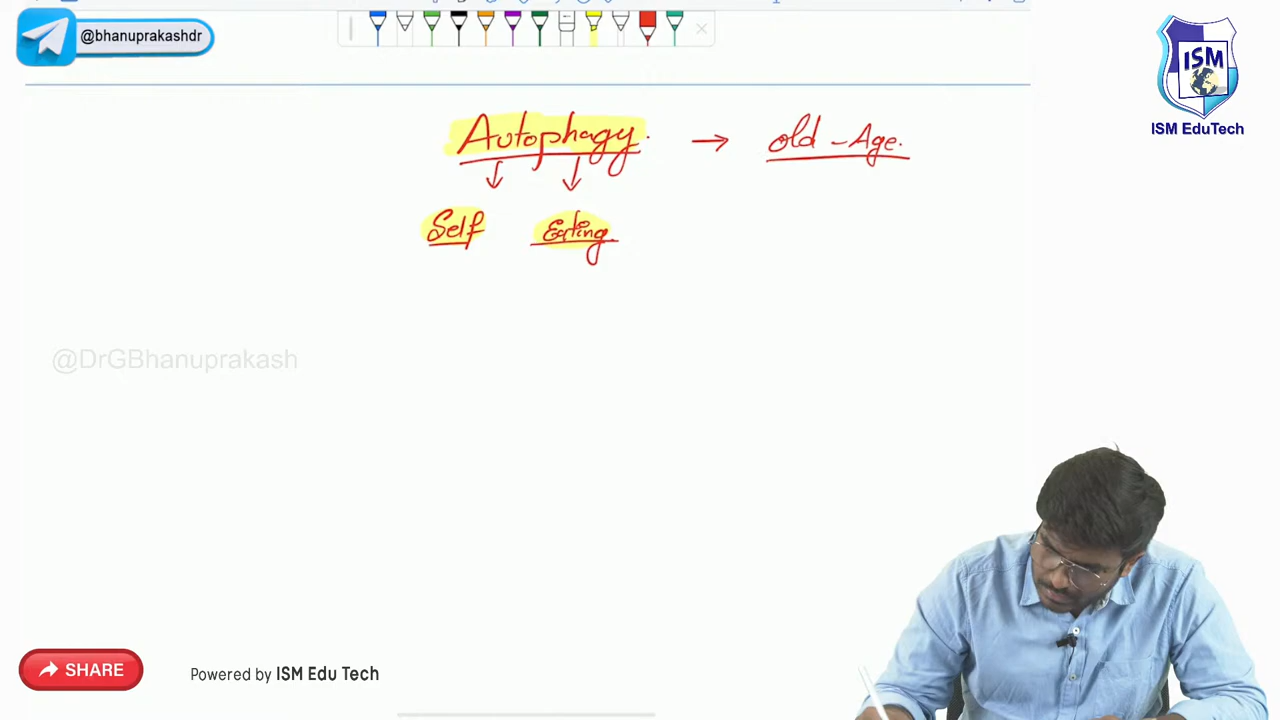 @bhanuprakashdr
ISM
ISM EduTech
Autophagy. → old-Age.
Self Eating.
@DrGBhanuprakash
SHARE
Powered by ISM Edu Tech